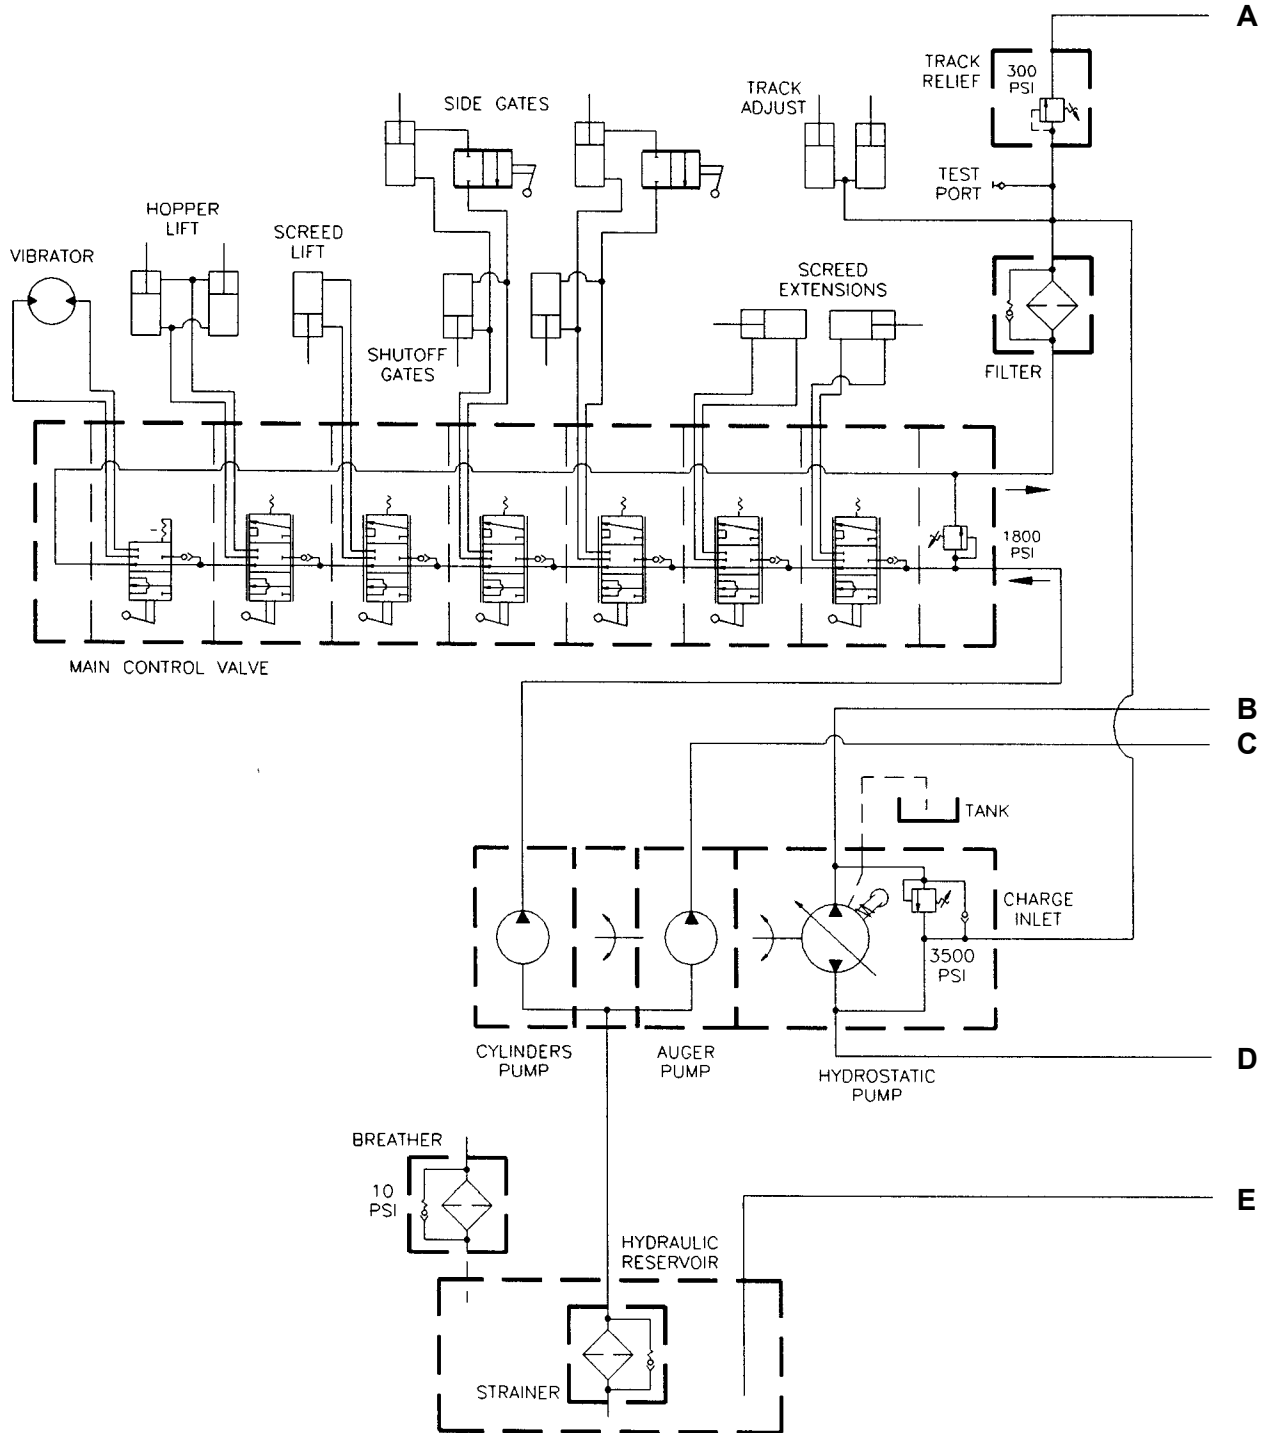 A
TRACK
RELIEF
300
PSI
TRACK
ADJUST
SIDE GATES
TEST
PORT
HOPPER
LIFT
SCREED
LIFT
VIBRATOR
SCREED
EXTENSIONS
SHUTOFF
GATES
FILTER
1800
PSI
MAIN CONTROL VALVE
B
C
TANK
CHARGE
INLET
3500
PSI
CYLINDERS
PUMP
AUGER
PUMP
HYDROSTATIC
PUMP
D
BREATHER
10
PSI
E
HYDRAULIC
RESERVOIR
STRAINER